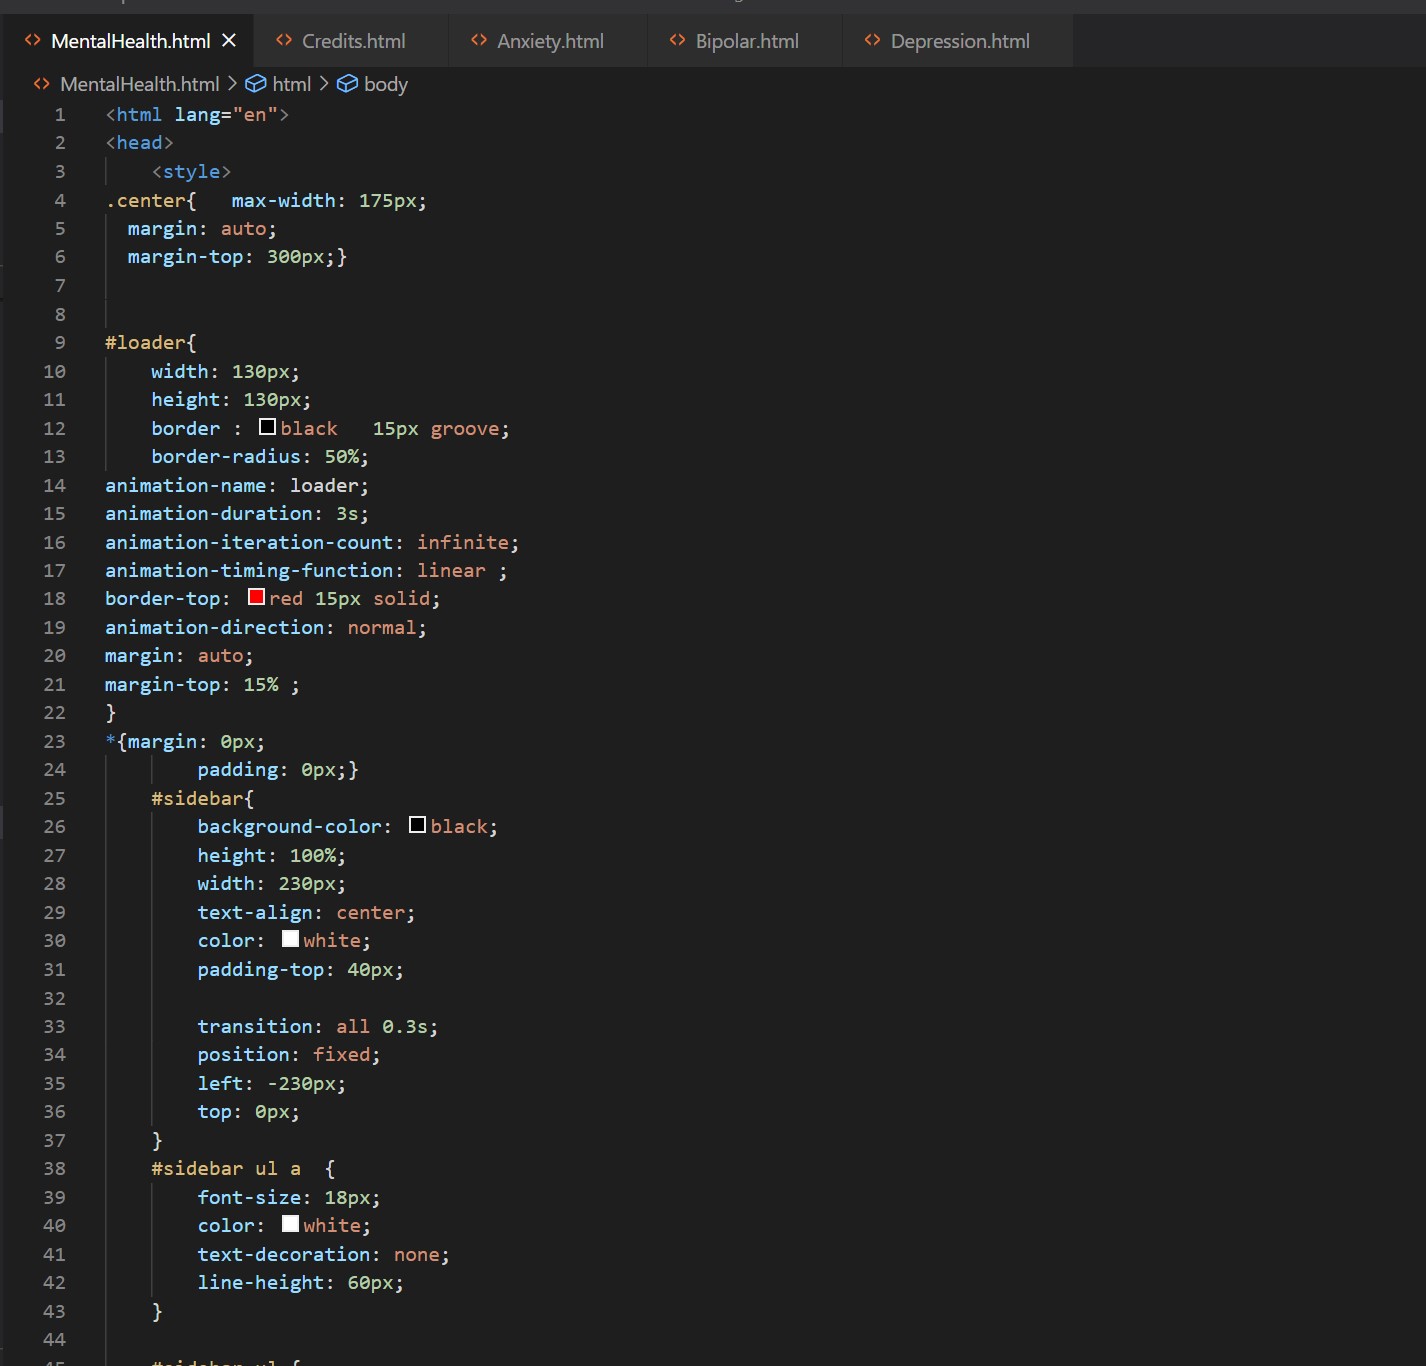 MentalHealth.html Credits.html Anxiety.html Bipolar.html Depression.html
MentalHealth.html > html > body
1 <html lang="en">
2 <head>
3 <style>
4 .center{   max-width: 175px;
5 margin: auto;
6 margin-top: 300px;}
7
8
9 #loader{
10 width: 130px;
11 height: 130px;
12 border : black   15px groove;
13 border-radius: 50%;
14 animation-name: loader;
15 animation-duration: 3s;
16 animation-iteration-count: infinite;
17 animation-timing-function: linear ;
18 border-top: red 15px solid;
19 animation-direction: normal;
20 margin: auto;
21 margin-top: 15% ;
22 }
23 *{margin: 0px;
24 padding: 0px;}
25 #sidebar{
26 background-color: black;
27 height: 100%;
28 width: 230px;
29 text-align: center;
30 color: white;
31 padding-top: 40px;
32
33 transition: all 0.3s;
34 position: fixed;
35 left: -230px;
36 top: 0px;
37 }
38 #sidebar ul a  {
39 font-size: 18px;
40 color: white;
41 text-decoration: none;
42 line-height: 60px;
43 }
44
45 #sidebar ul {